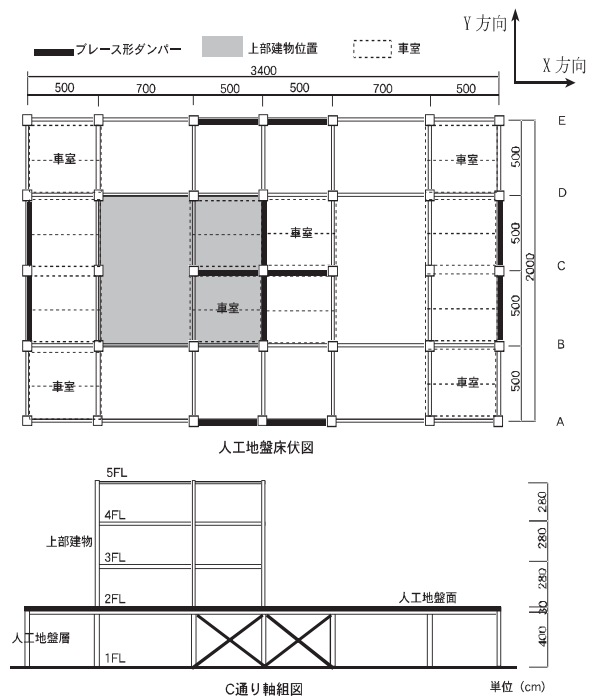 Y 方向
X 方向
ブレース形ダンパー 上部建物位置 車室
3400
500 700 500 500 700 500
E
車室 車室
500
D
車室
500
C
2000
車室
500
B
車室 車室
500
A
人工地盤床伏図
5FL
280
4FL
上部建物
280
3FL
280
2FL
人工地盤面
30
人工地盤層
400
1FL
C通り軸組図
単位（cm）